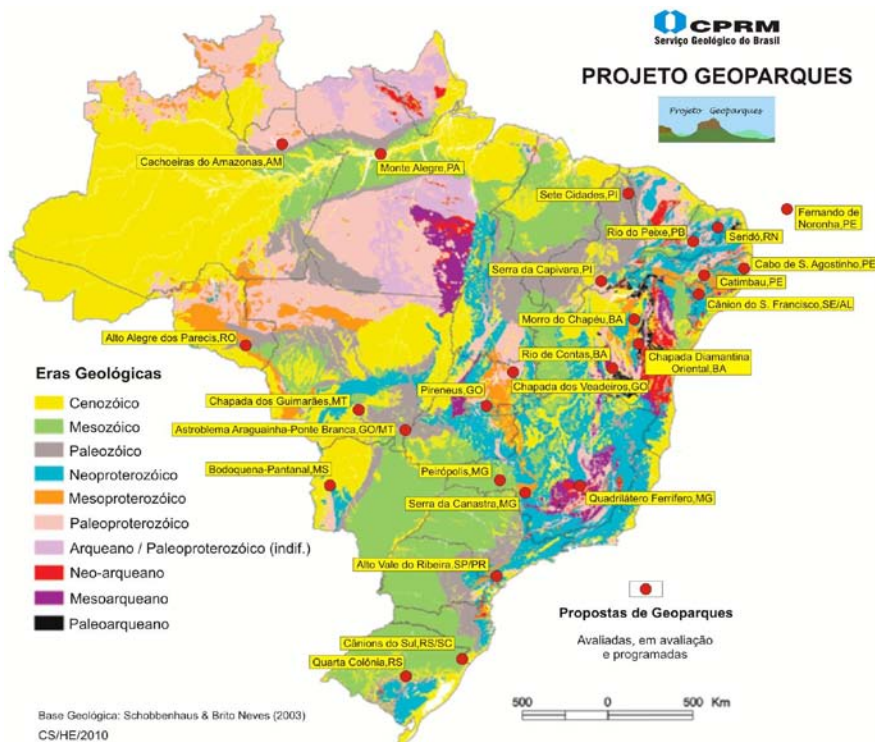 CPRM
Serviço Geológico do Brasil
PROJETO GEOPARQUES
Projeto Geoparques
Cachoeiras do Amazonas,AM
Monte Alegre,PA
Sete Cidades,PI
Fernando de
Noronha,PE
Rio do Peixe,PB
Seridó,RN
Serra da Capivara,PI
Cabo de S. Agostinho,PE
Catimbau,PE
Cânion do S. Francisco,SE/AL
Morro do Chapéu,BA
Alto Alegre dos Parecis,RO
Rio de Contas,BA
Chapada Diamantina
Oriental,BA
Pireneus,GO
Chapada dos Veadeiros,GO
Chapada dos Guimarães,MT
Astroblema Araguainha-Ponte Branca,GO/MT
Bodoquena-Pantanal,MS
Peirópolis,MG
Serra da Canastra,MG
Quadrilátero Ferrífero,MG
Alto Vale do Ribeira,SP/PR
Cânions do Sul,RS/SC
Quarta Colônia,RS
Eras Geológicas
Cenozóico
Mesozóico
Paleozóico
Neoproterozóico
Mesoproterozóico
Paleoproterozóico
Arqueano / Paleoproterozóico (indif.)
Neo-arqueano
Mesoarqueano
Paleoarqueano
Propostas de Geoparques
Avaliadas, em avaliação
e programadas
500 0 500 Km
Base Geológica: Schobbenhaus & Brito Neves (2003)
CS/HE/2010